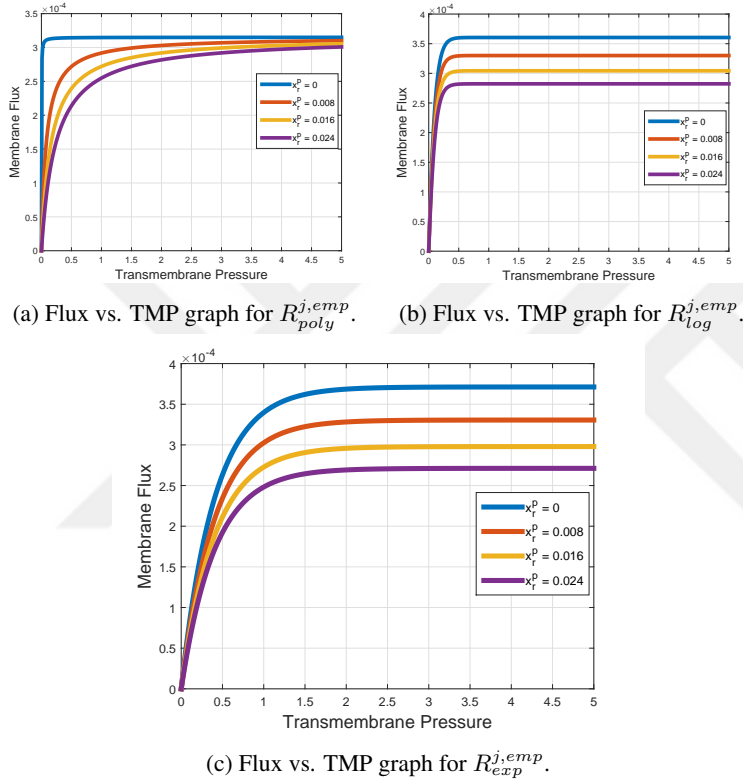 ×10⁻⁴
3.5
3
2.5
2
1.5
1
0.5
0
Membrane Flux
x_r^p = 0
x_r^p = 0.008
x_r^p = 0.016
x_r^p = 0.024
0 0.5 1 1.5 2 2.5 3 3.5 4 4.5 5
Transmembrane Pressure
(a) Flux vs. TMP graph for R_{poly}^{j,emp}.
×10⁻⁴
4
3.5
3
2.5
2
1.5
1
0.5
0
Membrane Flux
x_r^p = 0
x_r^p = 0.008
x_r^p = 0.016
x_r^p = 0.024
0 0.5 1 1.5 2 2.5 3 3.5 4 4.5 5
Transmembrane Pressure
(b) Flux vs. TMP graph for R_{log}^{j,emp}.
×10⁻⁴
4
3.5
3
2.5
2
1.5
1
0.5
0
Membrane Flux
x_r^p = 0
x_r^p = 0.008
x_r^p = 0.016
x_r^p = 0.024
0 0.5 1 1.5 2 2.5 3 3.5 4 4.5 5
Transmembrane Pressure
(c) Flux vs. TMP graph for R_{exp}^{j,emp}.